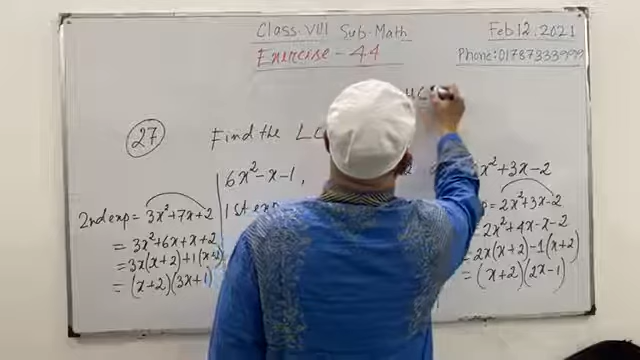 Class-VIII Sub-Math
Feb 12.2021
Exercise - 44
Phone:01787333999
27 Find the LC
6x²-x-1,
x²+3x-2
2nd exp = 3x²+7x+2
= 3x²+6x+x+2
= 3x(x+2)+1(x+2)
= (x+2)(3x+1)
1st exp
= 2x²+3x-2
= 2x²+4x-x-2
= 2x(x+2)-1(x+2)
= (x+2)(2x-1)